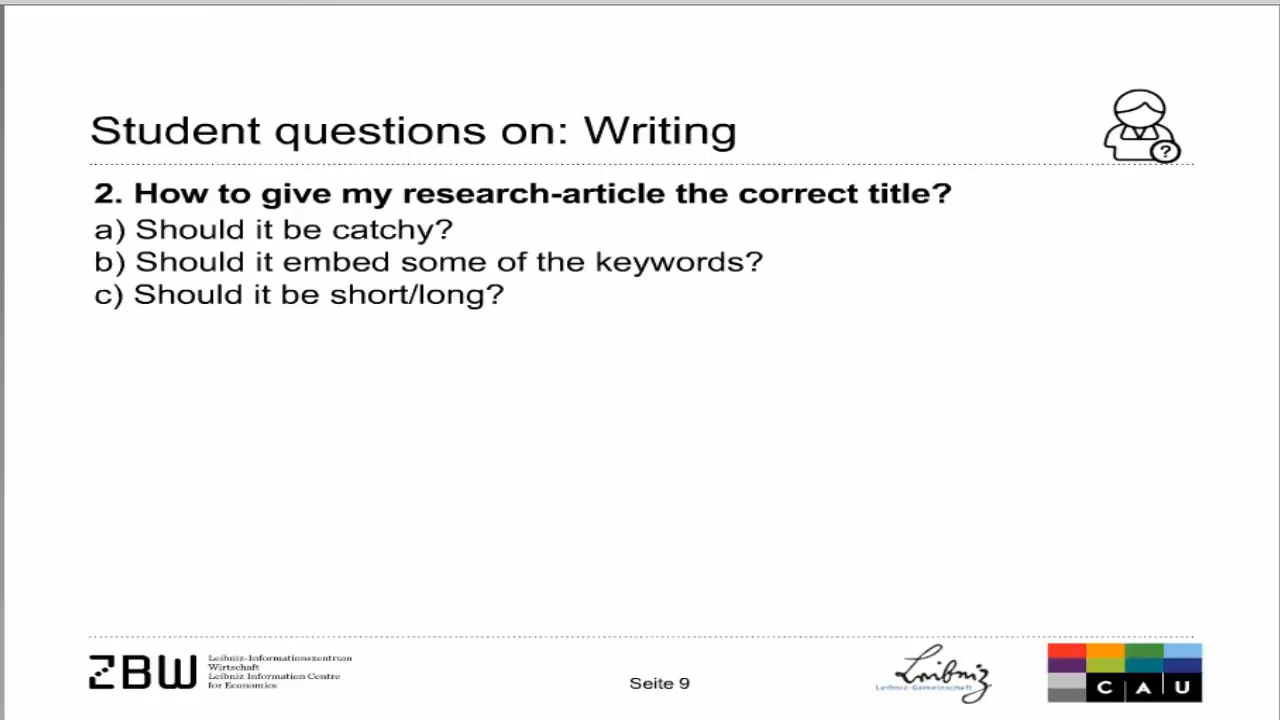 Student questions on: Writing
?
2. How to give my research-article the correct title?
a) Should it be catchy?
b) Should it embed some of the keywords?
c) Should it be short/long?
ZBW
Leibniz-Informationszentrum
Wirtschaft
Leibniz Information Centre
for Economics
Seite 9
Leibniz
Leibniz-Gemeinschaft
C A U